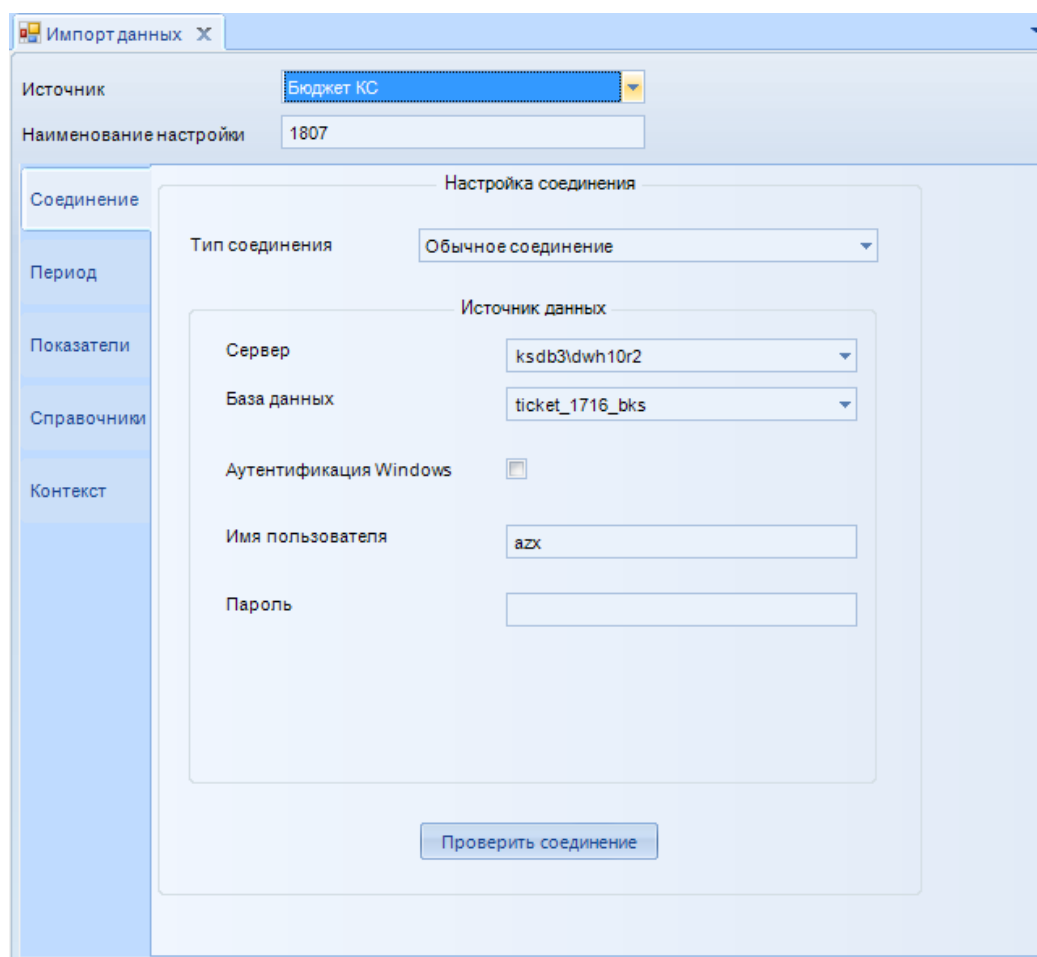 Импорт данных X
Источник Бюджет КС
Наименование настройки 1807
Соединение
Период
Показатели
Справочники
Контекст
Настройка соединения
Тип соединения Обычное соединение
Источник данных
Сервер ksdb3\dwh10r2
База данных ticket_1716_bks
Аутентификация Windows
Имя пользователя azx
Пароль
Проверить соединение